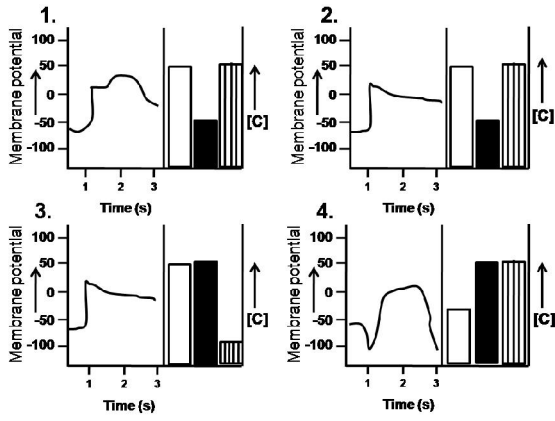 1.
Membrane potential
100
50
0
-50
-100
1 2 3
Time (s)
[C]
2.
Membrane potential
100
50
0
-50
-100
1 2 3
Time (s)
[C]
3.
Membrane potential
100
50
0
-50
-100
1 2 3
Time (s)
[C]
4.
Membrane potential
100
50
0
-50
-100
1 2 3
Time (s)
[C]